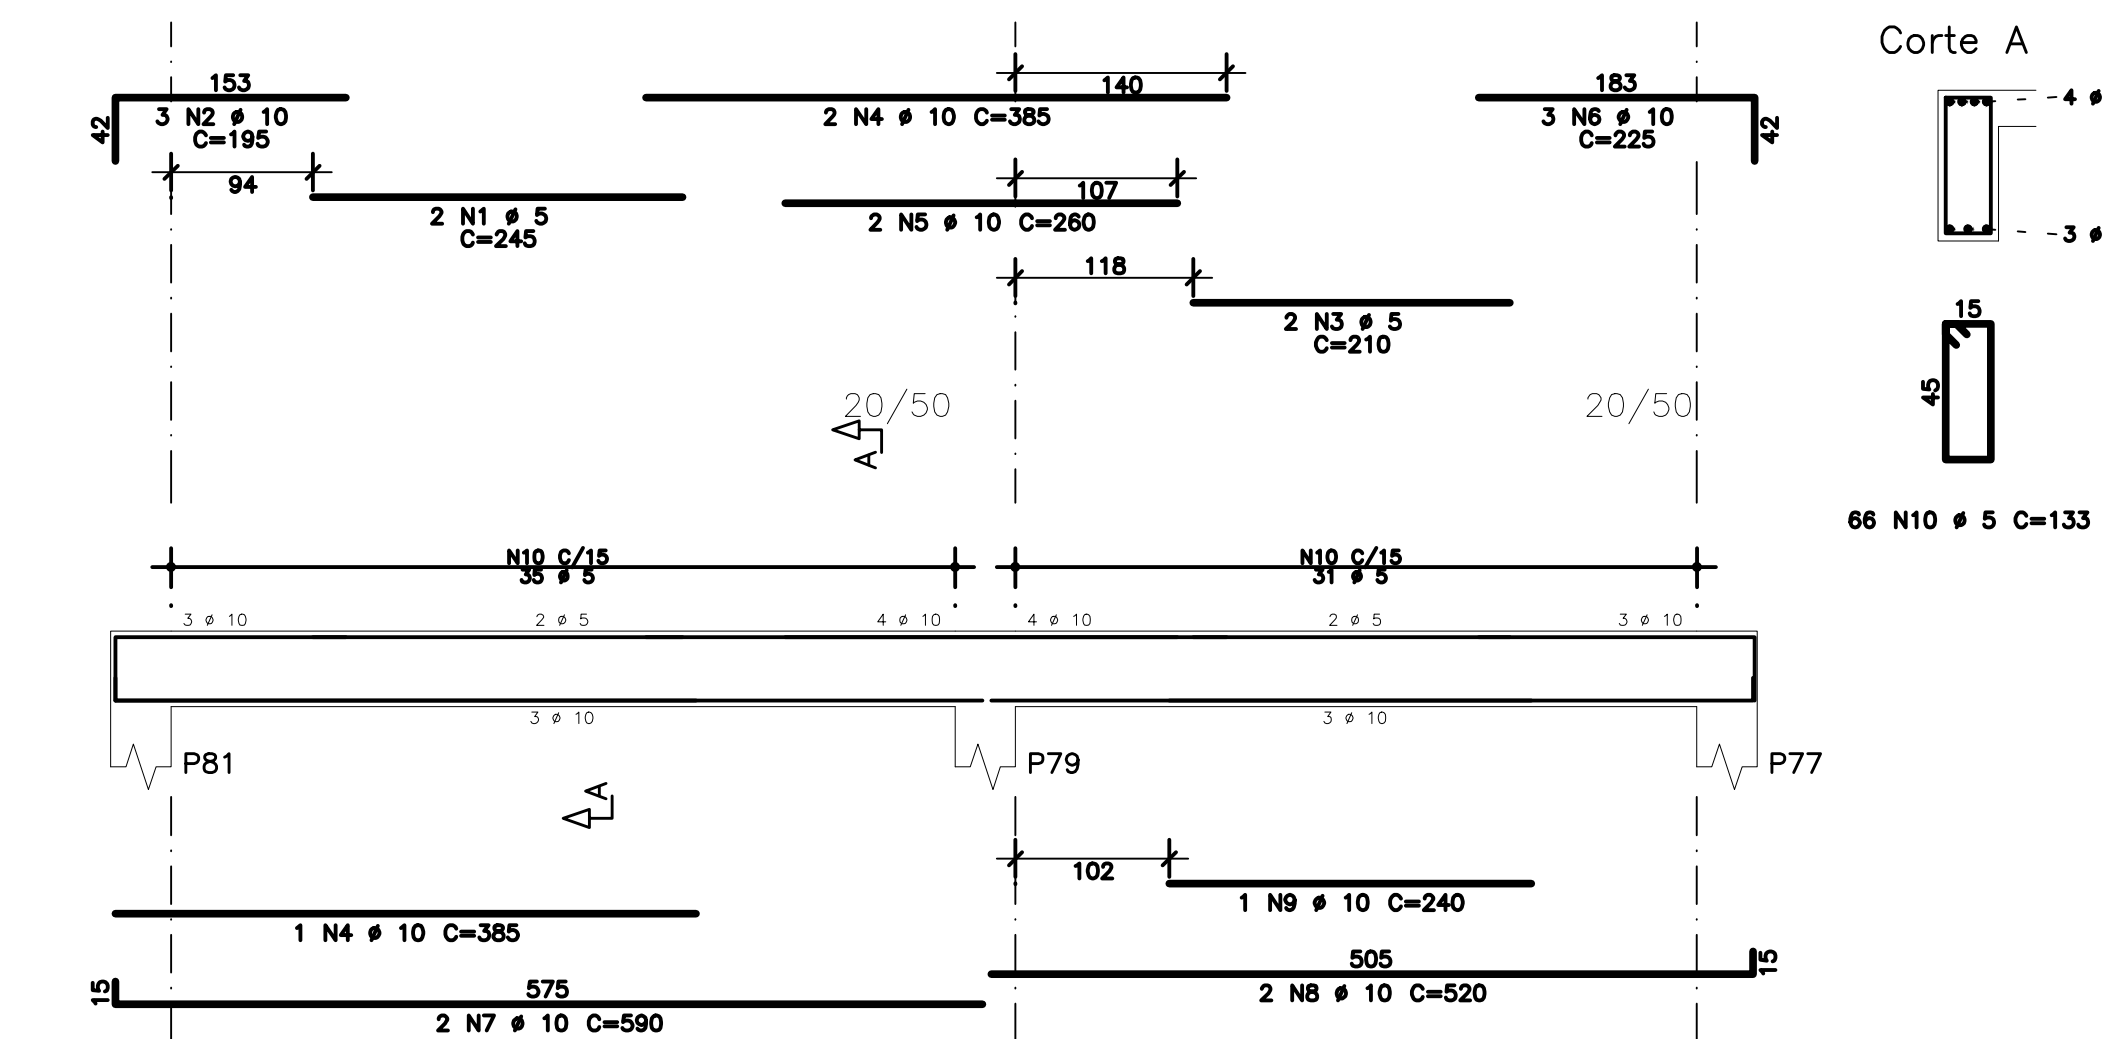 Corte A
153
140
183
4 ø
3 N2 ø 10
C=195
42
2 N4 ø 10 C=385
3 N6 ø 10
C=225
42
94
107
2 N1 ø 5
C=245
2 N5 ø 10 C=260
3 ø
118
2 N3 ø 5
C=210
15
45
20/50
20/50
A
66 N10 ø 5 C=133
N10 C/15
35 ø 5
N10 C/15
31 ø 5
3 ø 10
2 ø 5
4 ø 10
4 ø 10
2 ø 5
3 ø 10
3 ø 10
3 ø 10
P81
P79
P77
A
102
1 N9 ø 10 C=240
1 N4 ø 10 C=385
505
15
2 N8 ø 10 C=520
575
15
2 N7 ø 10 C=590